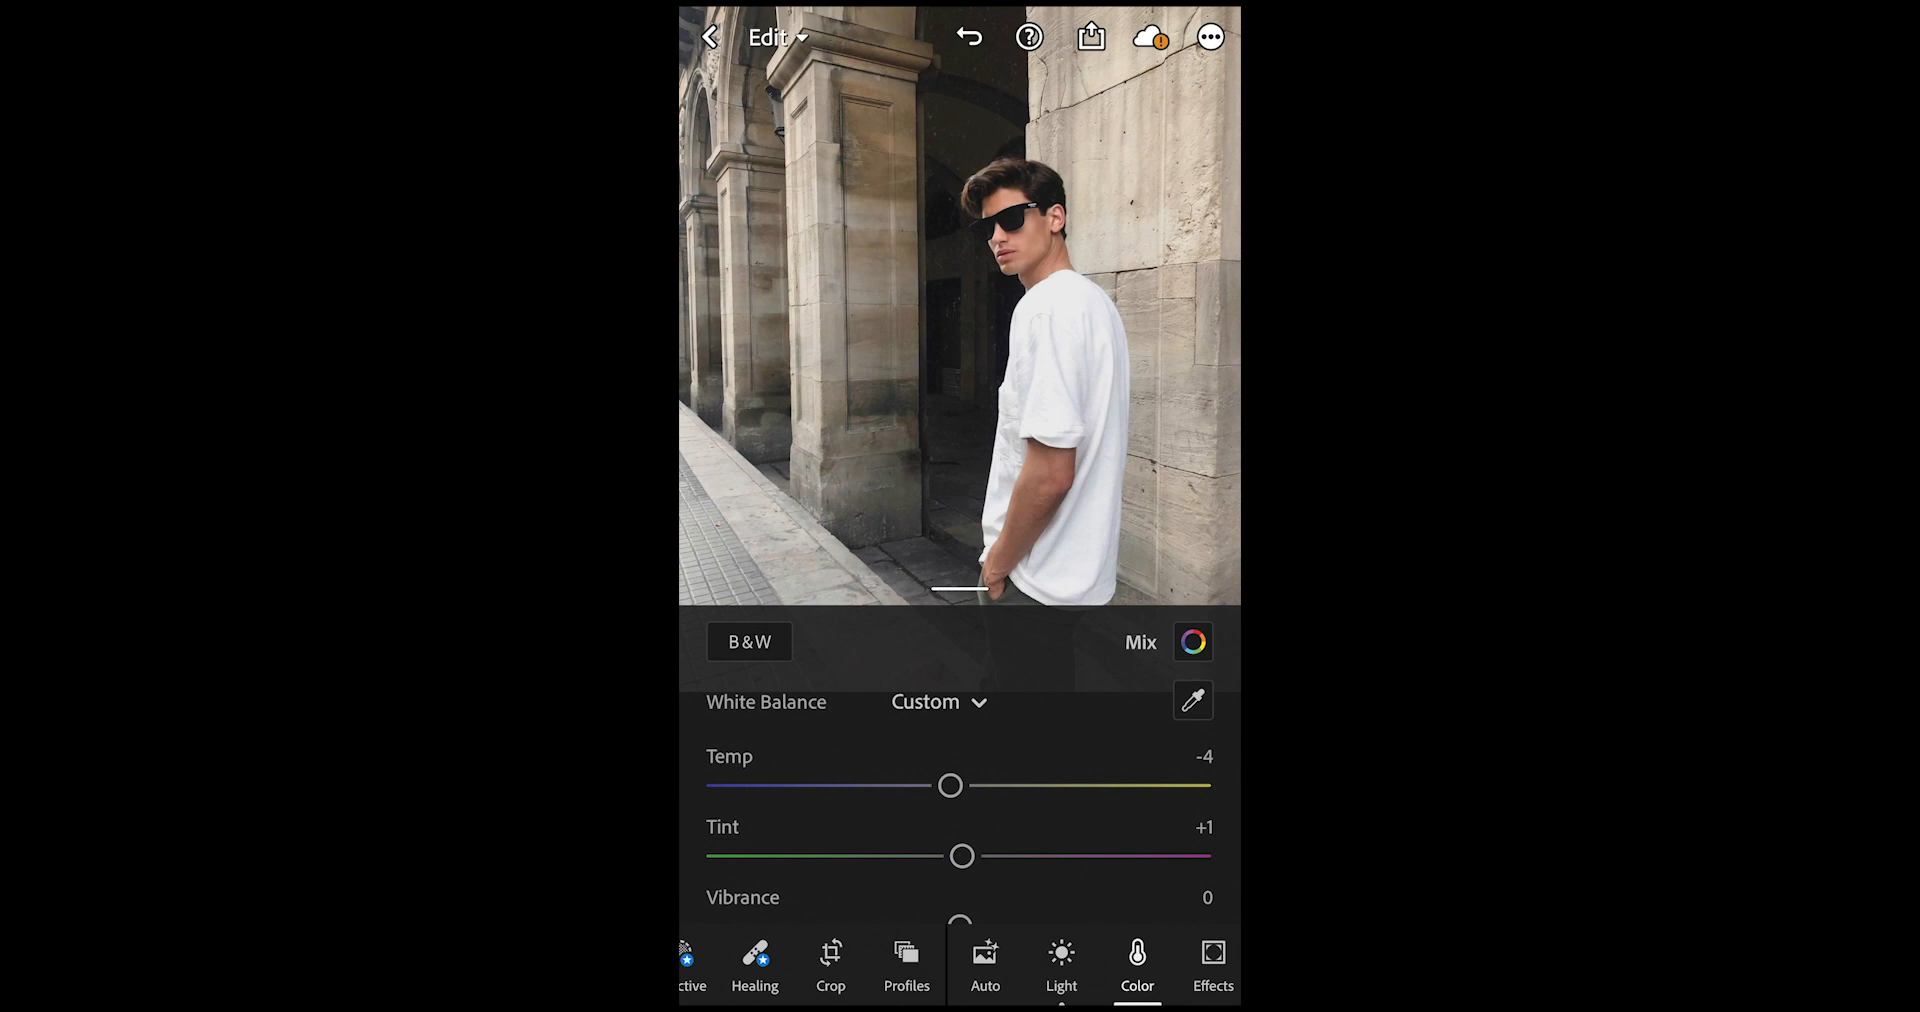 Edit
B&W
Mix
White Balance
Custom
Temp
-4
Tint
+1
Vibrance
0
ctive
Healing
Crop
Profiles
Auto
Light
Color
Effects